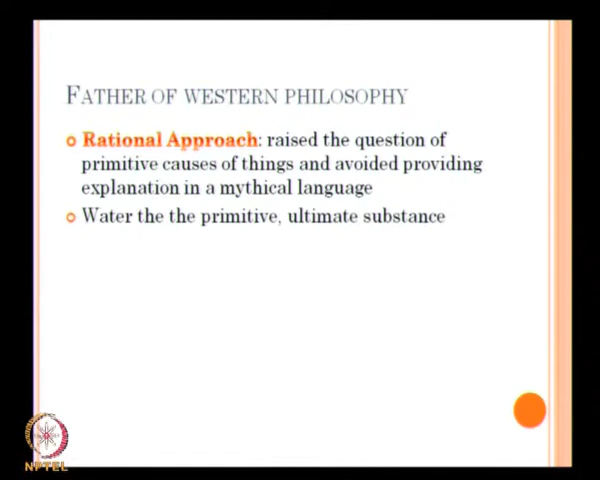 FATHER OF WESTERN PHILOSOPHY
Rational Approach: raised the question of
primitive causes of things and avoided providing
explanation in a mythical language
Water the the primitive, ultimate substance
NPTEL